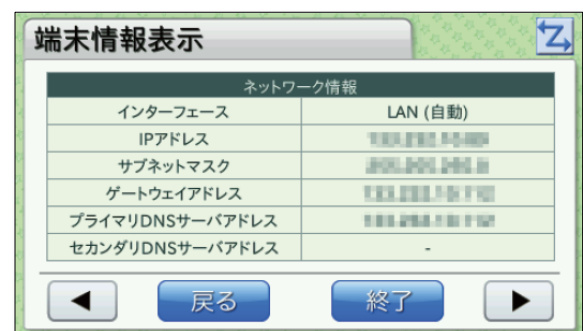 端末情報表示
Z
ネットワーク情報
インターフェース LAN (自動)
IPアドレス
サブネットマスク
ゲートウェイアドレス
プライマリDNSサーバアドレス
セカンダリDNSサーバアドレス -
◀ 戻る 終了 ▶